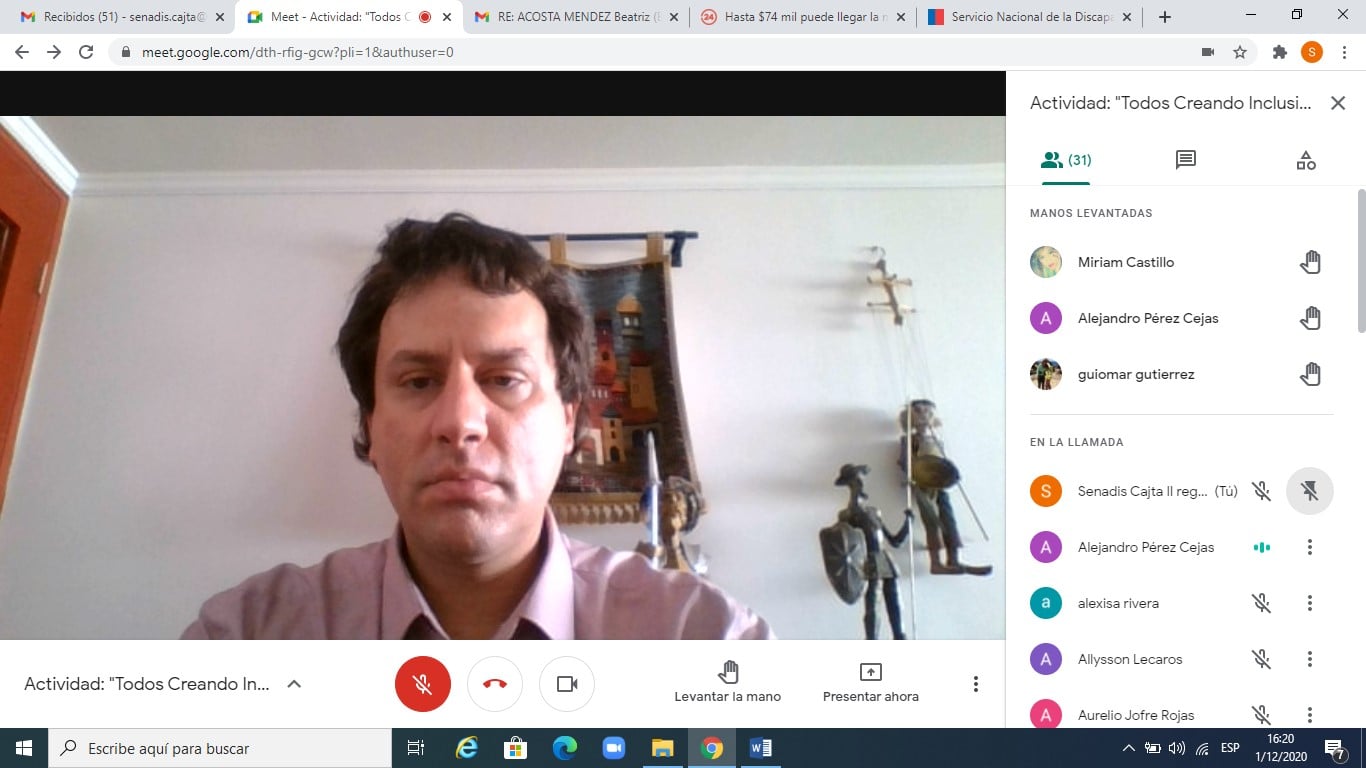 Recibidos (51) - senadis.cajta@
Meet - Actividad: "Todos C
RE: ACOSTA MENDEZ Beatriz (
24
Hasta $74 mil puede llegar la
Servicio Nacional de la Discapa
meet.google.com/dth-rfig-gcw?pli=1&authuser=0
S
Actividad: "Todos Creando Inclusi...
(31)
MANOS LEVANTADAS
Miriam Castillo
A
Alejandro Pérez Cejas
guiomar gutierrez
EN LA LLAMADA
S
Senadis Cajta II reg... (Tú)
A
Alejandro Pérez Cejas
a
alexisa rivera
A
Allysson Lecaros
A
Aurelio Jofre Rojas
Actividad: "Todos Creando In...
Levantar la mano
Presentar ahora
Escribe aquí para buscar
ESP
16:20
1/12/2020
7